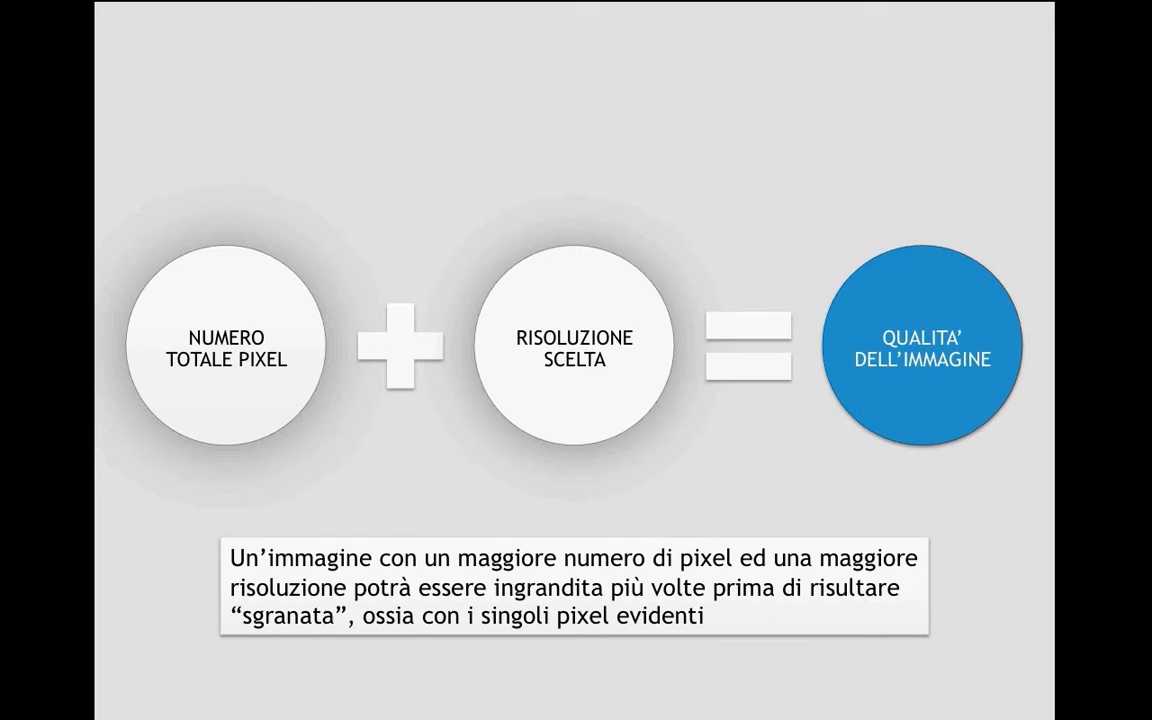 NUMERO
TOTALE PIXEL
RISOLUZIONE
SCELTA
QUALITA’
DELL’IMMAGINE
Un’immagine con un maggiore numero di pixel ed una maggiore
risoluzione potrà essere ingrandita più volte prima di risultare
“sgranata”, ossia con i singoli pixel evidenti